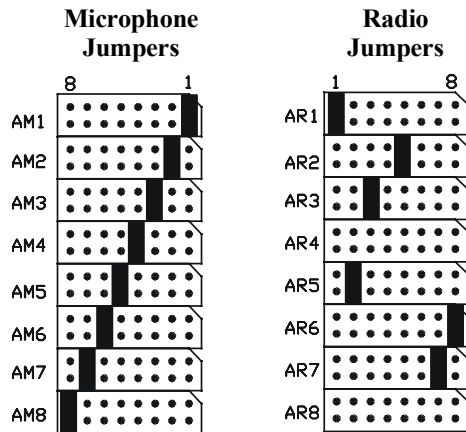 Microphone Jumpers
Radio Jumpers
8 1
1 8
AM1
AM2
AM3
AM4
AM5
AM6
AM7
AM8
AR1
AR2
AR3
AR4
AR5
AR6
AR7
AR8